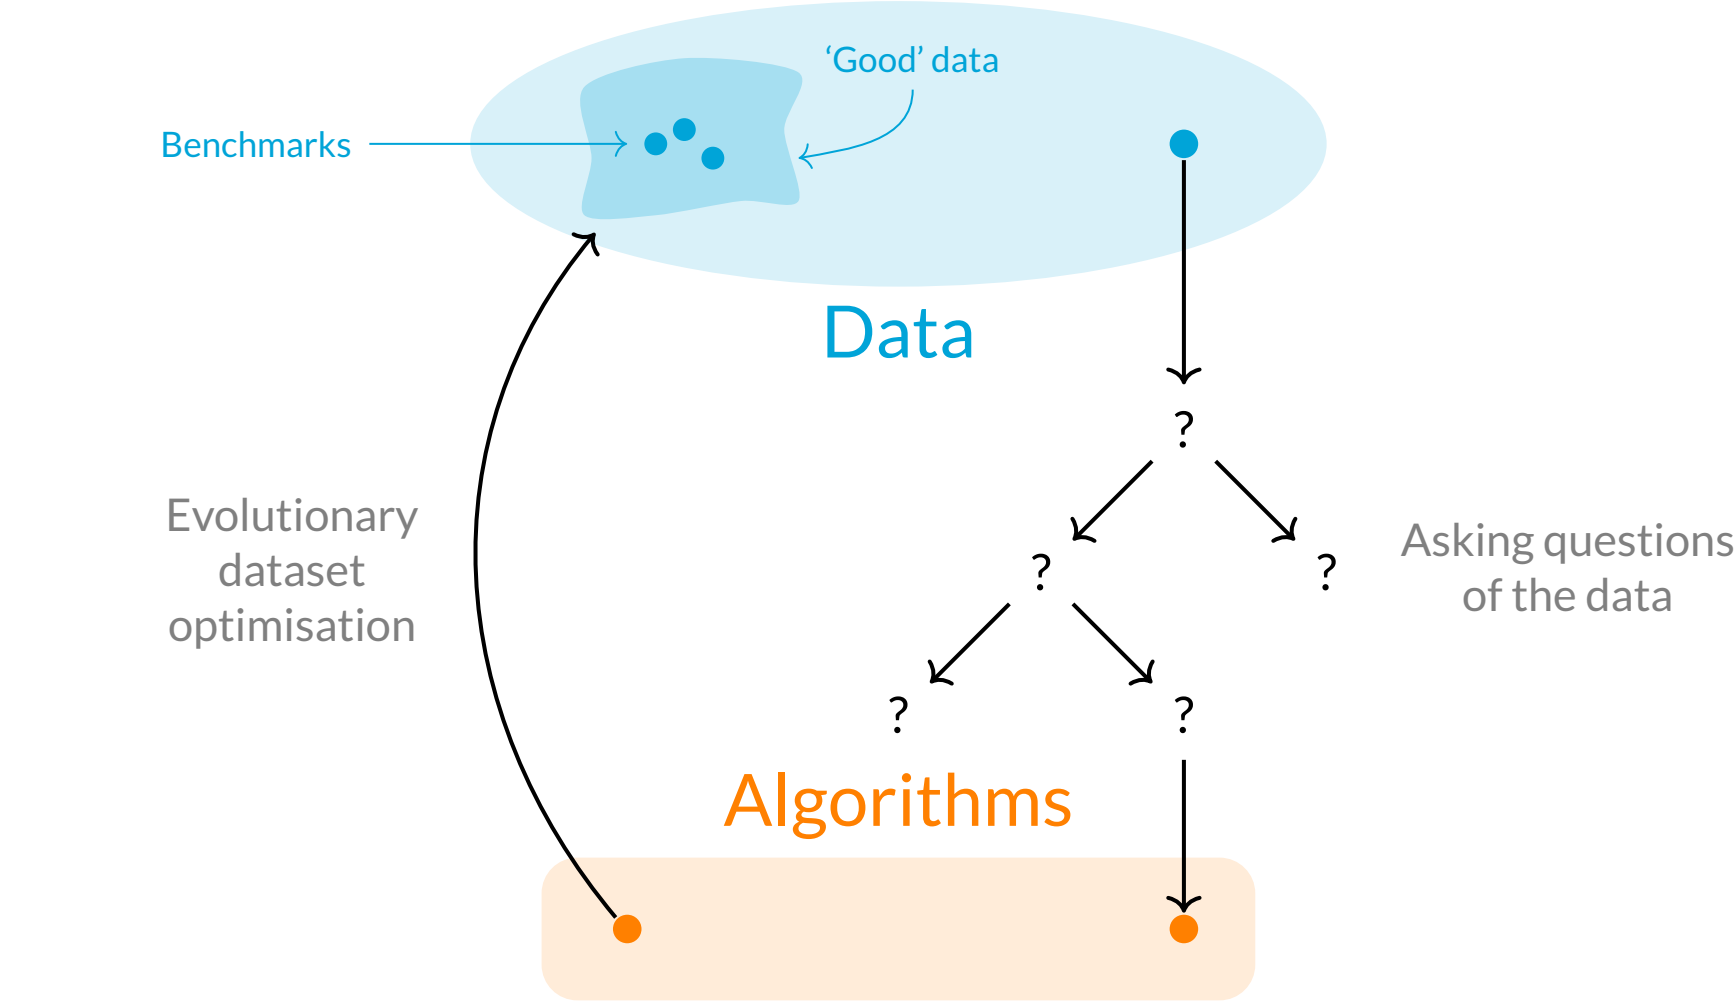 ‘Good’ data
Benchmarks
Data
?
Evolutionary
dataset
optimisation
Asking questions
of the data
? ?
? ?
Algorithms